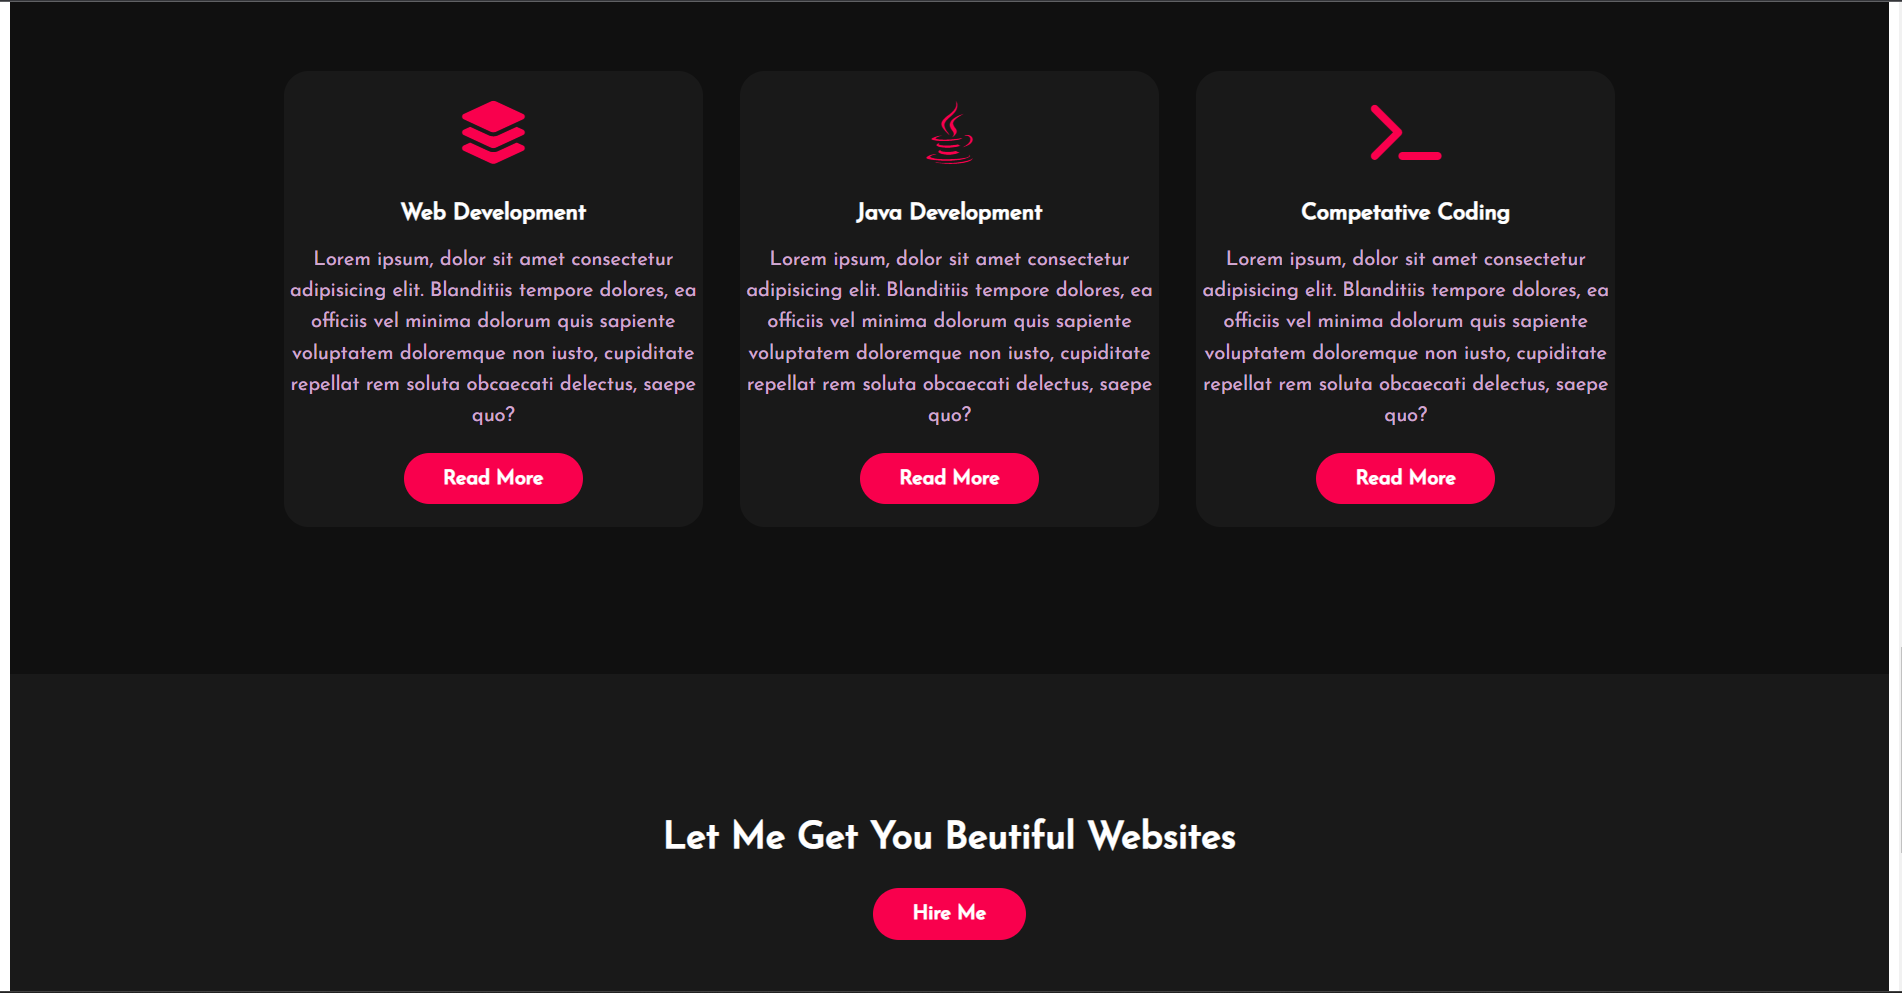 Web Development
Lorem ipsum, dolor sit amet consectetur
adipisicing elit. Blanditiis tempore dolores, ea
officiis vel minima dolorum quis sapiente
voluptatem doloremque non iusto, cupiditate
repellat rem soluta obcaecati delectus, saepe
quo?
Read More
Java Development
Lorem ipsum, dolor sit amet consectetur
adipisicing elit. Blanditiis tempore dolores, ea
officiis vel minima dolorum quis sapiente
voluptatem doloremque non iusto, cupiditate
repellat rem soluta obcaecati delectus, saepe
quo?
Read More
Competative Coding
Lorem ipsum, dolor sit amet consectetur
adipisicing elit. Blanditiis tempore dolores, ea
officiis vel minima dolorum quis sapiente
voluptatem doloremque non iusto, cupiditate
repellat rem soluta obcaecati delectus, saepe
quo?
Read More
Let Me Get You Beutiful Websites
Hire Me